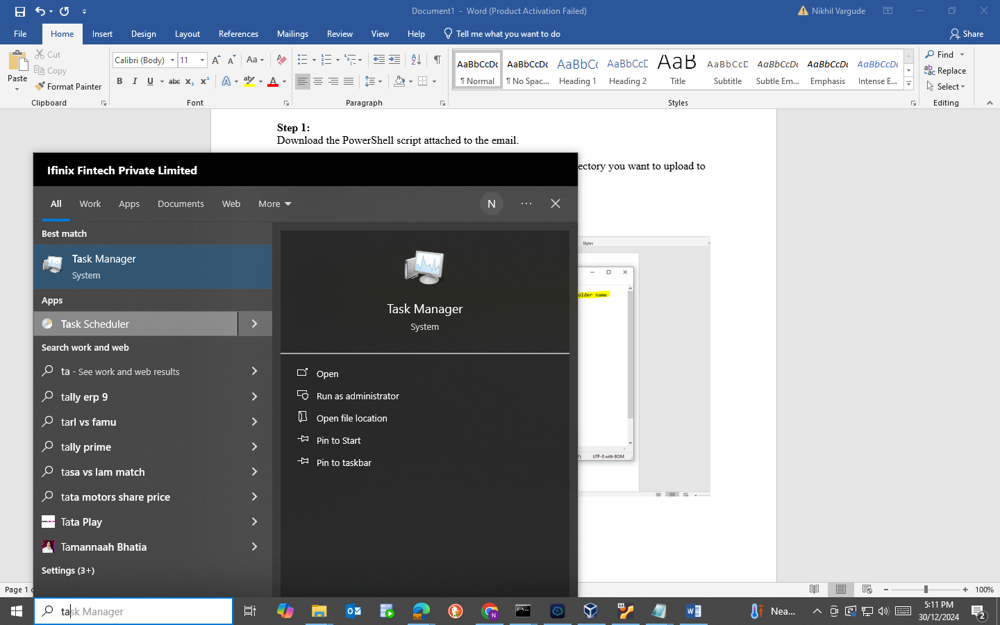 Document1 - Word (Product Activation Failed)
Nikhil Vargude
File Home Insert Design Layout References Mailings Review View Help Tell me what you want to do Share
Paste
Cut
Copy
Format Painter
Clipboard
Calibri (Body) 11
Aa
B I U abc x₂ x²
A A
Font
Paragraph
AaBbCcDc AaBbCcDc AaBbCc AaBbCcD AaB AaBbCcD AaBbCcDc AaBbCcDc AaBbCcDc
¶ Normal ¶ No Spac... Heading 1 Heading 2 Title Subtitle Subtle Em... Emphasis Intense E...
Styles
Find
Replace
Select
Editing
Step 1:
Download the PowerShell script attached to the email.
ectory you want to upload to
Styles
older name
UTF-8 with BOM
Ifinix Fintech Private Limited
All Work Apps Documents Web More N
Best match
Task Manager
System
Apps
Task Scheduler
Search work and web
ta - See work and web results
tally erp 9
tarl vs famu
tally prime
tasa vs lam match
tata motors share price
Tata Play
Tamannaah Bhatia
Settings (3+)
Task Manager
System
Open
Run as administrator
Open file location
Pin to Start
Pin to taskbar
Page 1
100%
task Manager
Nea...
5:11 PM
30/12/2024
2